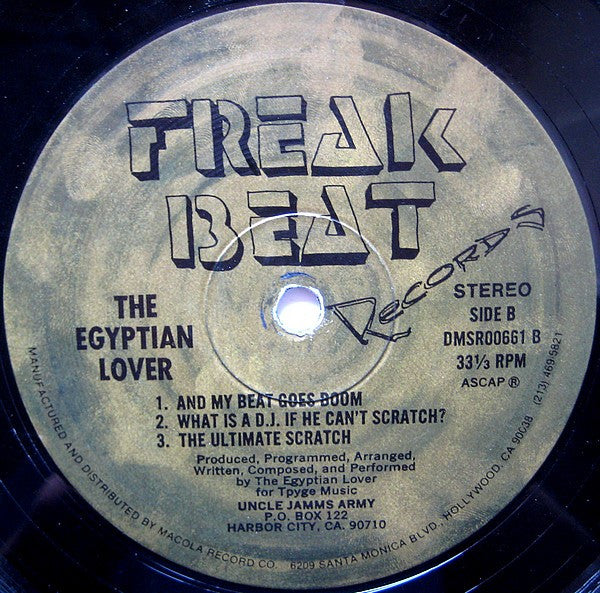 FREAK
BEAT
RECORDS
THE
EGYPTIAN
LOVER
STEREO
SIDE B
DMSR00661 B
33⅓ RPM
ASCAP ®
1. AND MY BEAT GOES BOOM
2. WHAT IS A D.J. IF HE CAN'T SCRATCH?
3. THE ULTIMATE SCRATCH
Produced, Programmed, Arranged,
Written, Composed, and Performed
by The Egyptian Lover
for Tpyge Music
UNCLE JAMMS ARMY
P.O. BOX 122
HARBOR CITY, CA. 90710
MANUFACTURED AND DISTRIBUTED BY MACOLA RECORD CO. 6209 SANTA MONICA BLVD., HOLLYWOOD, CA 90038 (213) 469-5821